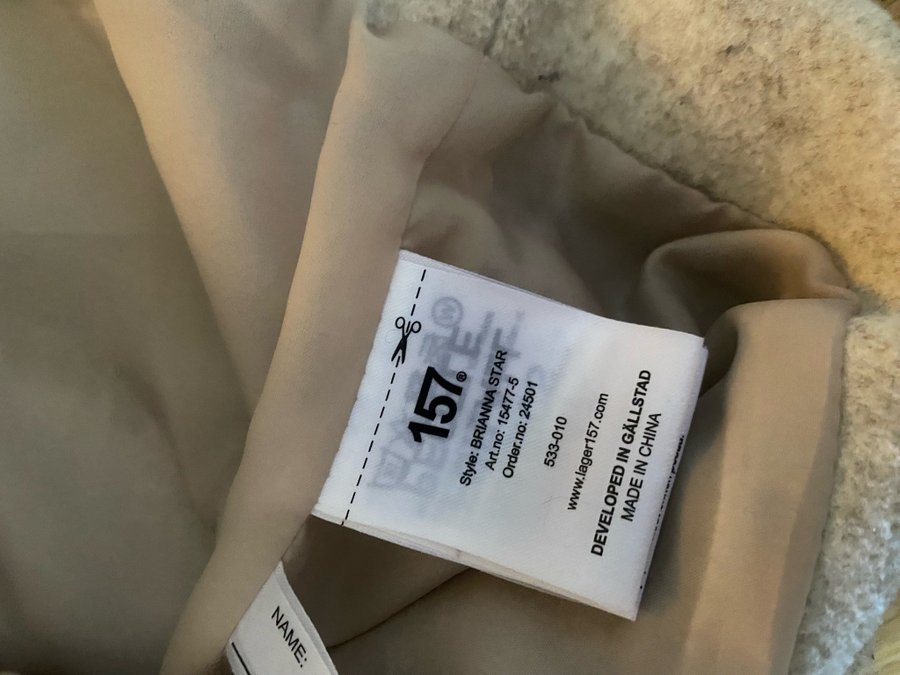 157®
Style: BRIANNA STAR
Art.no: 15477-5
Order.no: 24501
533-010
www.lager157.com
DEVELOPED IN GÄLLSTAD
MADE IN CHINA
NAME: